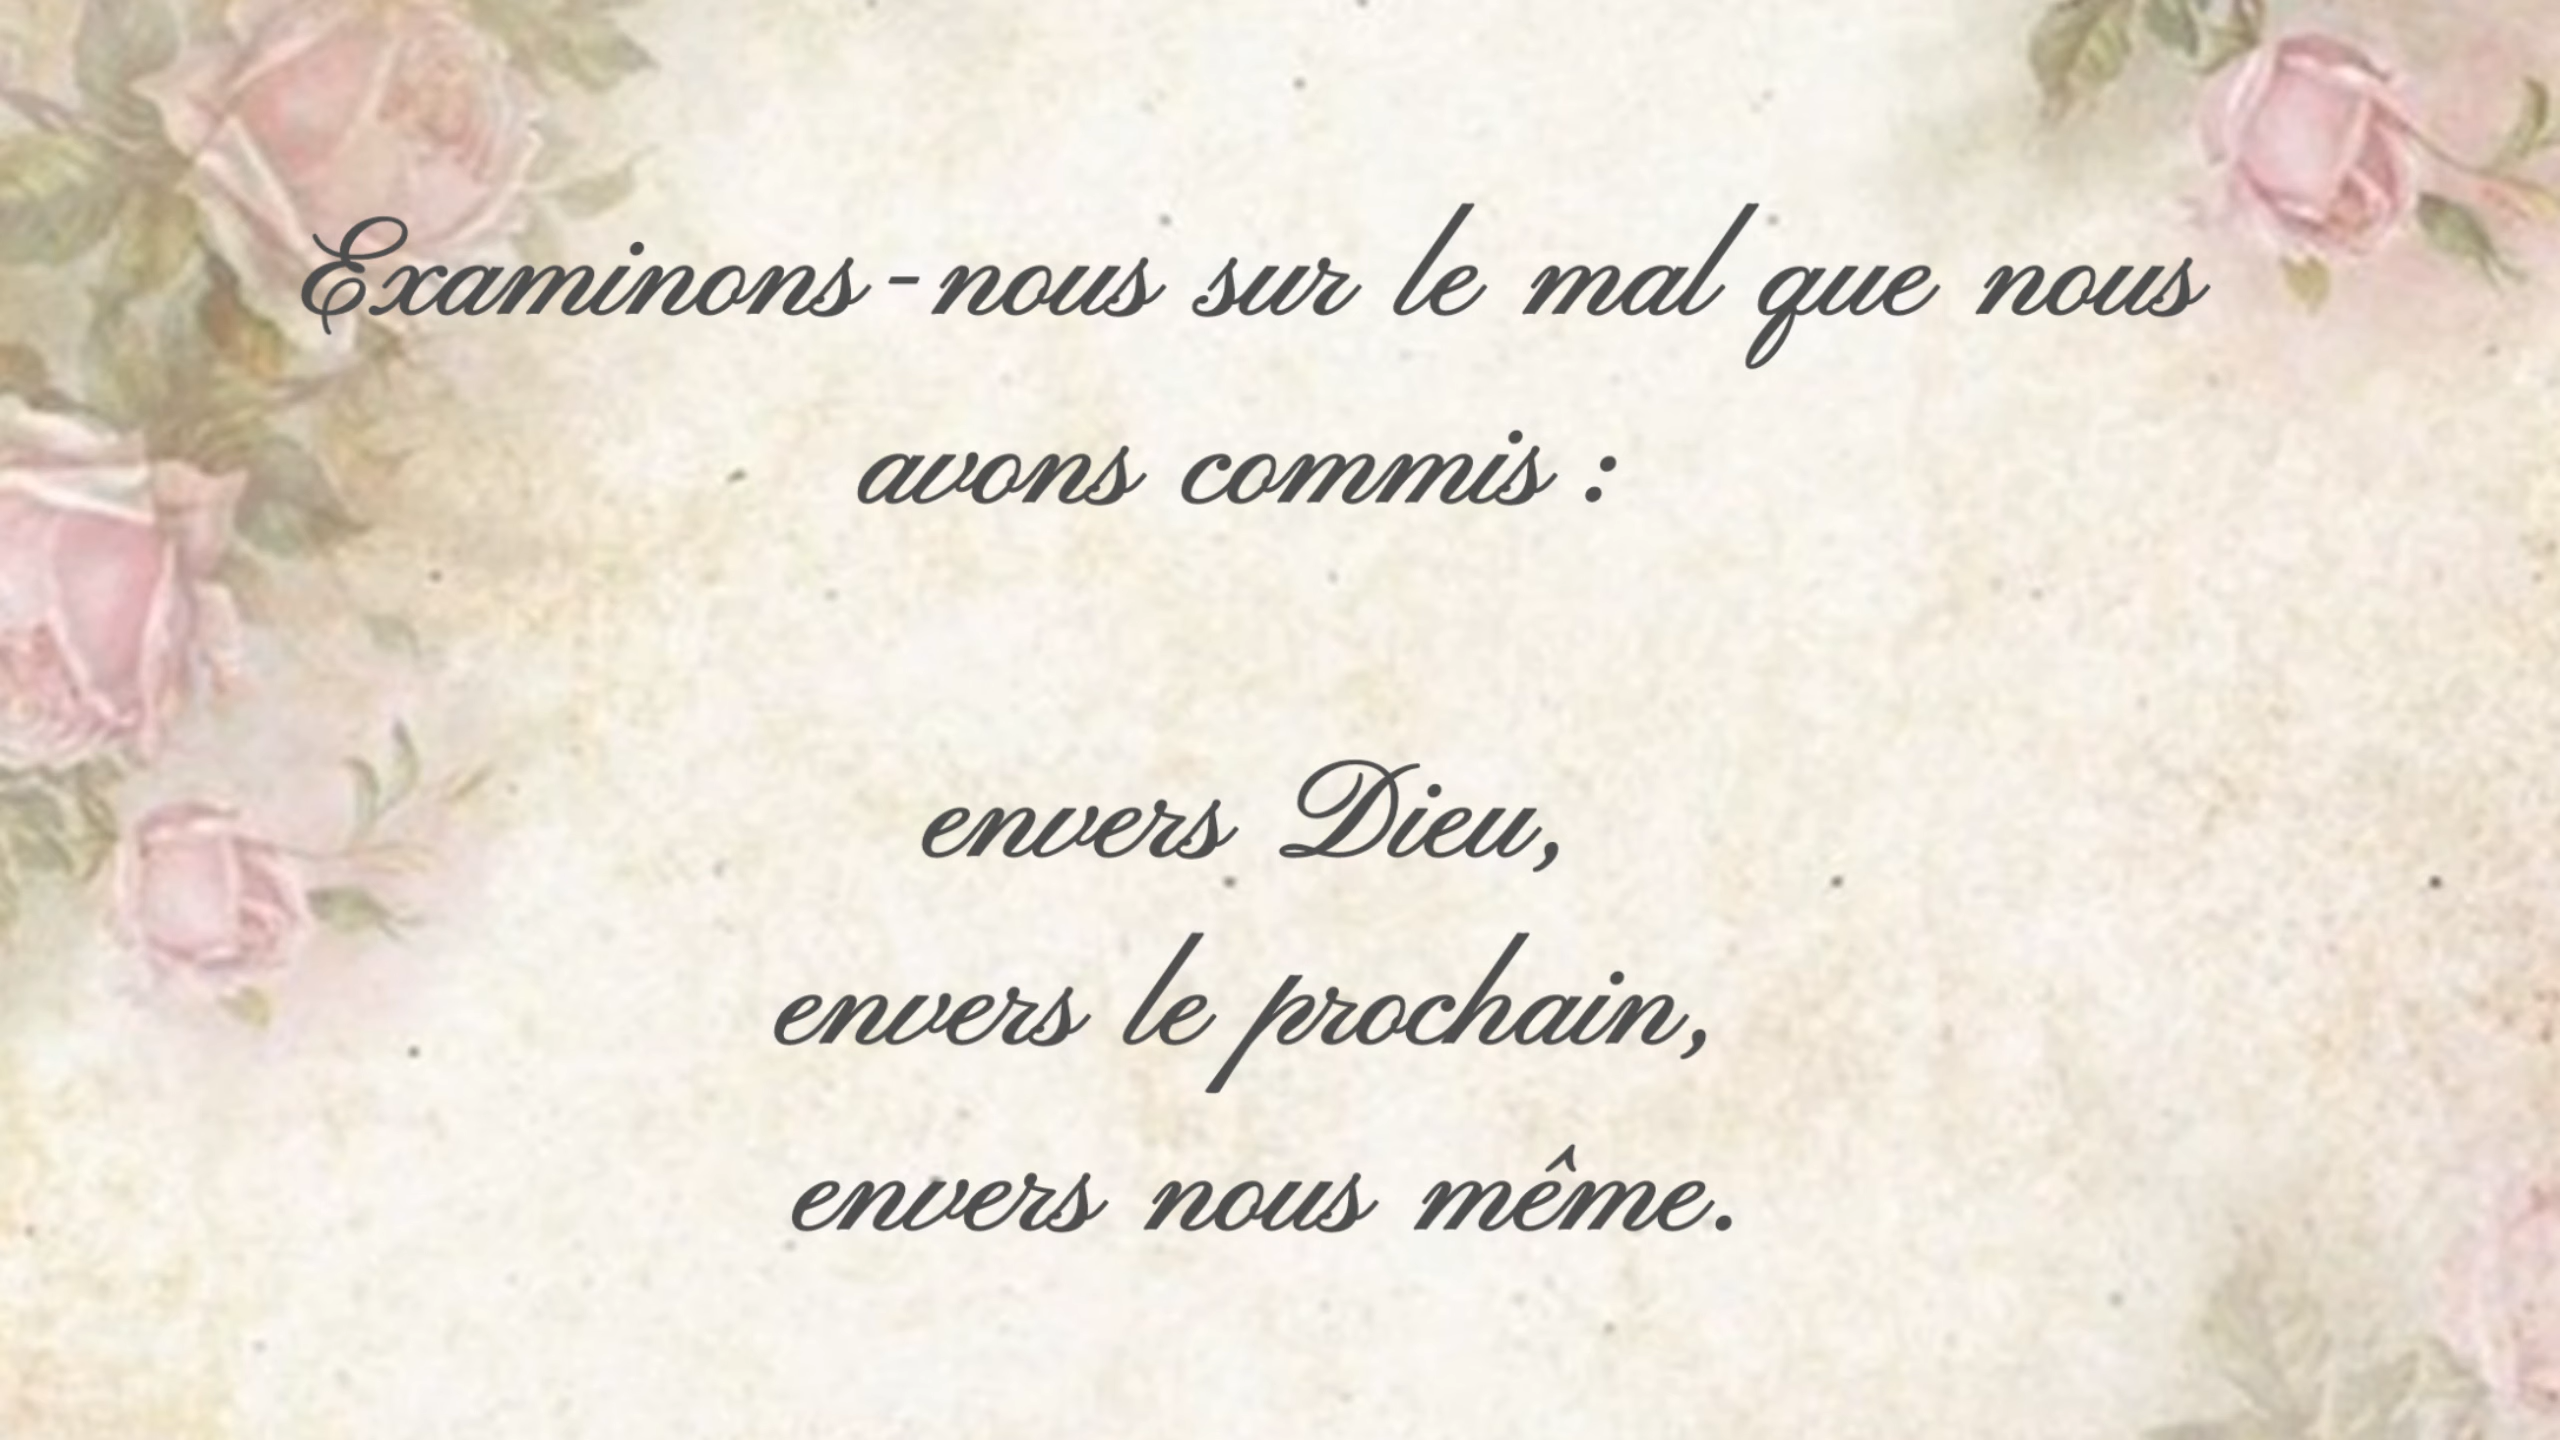 Examinons-nous sur le mal que nous
avons commis :
envers Dieu,
envers le prochain,
envers nous même.